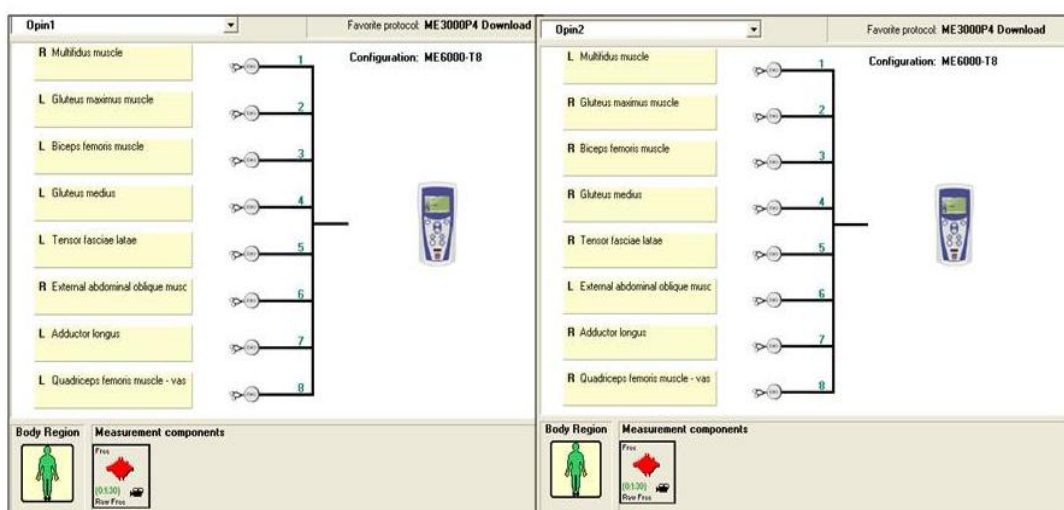 Opin1
Favorite protocol: ME3000P4 Download
Configuration: ME6000-T8
R Multifidus muscle
1
L Gluteus maximus muscle
2
L Biceps femoris muscle
3
L Gluteus medius
4
L Tensor fasciae latae
5
R External abdominal oblique musc
6
L Adductor longus
7
L Quadriceps femoris muscle - vas
8
Body Region
Measurement components
Free
(0:1:30)
Raw Free
Opin2
Favorite protocol: ME3000P4 Download
Configuration: ME6000-T8
L Multifidus muscle
1
R Gluteus maximus muscle
2
R Biceps femoris muscle
3
R Gluteus medius
4
R Tensor fasciae latae
5
L External abdominal oblique musc
6
R Adductor longus
7
R Quadriceps femoris muscle - vas
8
Body Region
Measurement components
Free
(0:1:30)
Raw Free